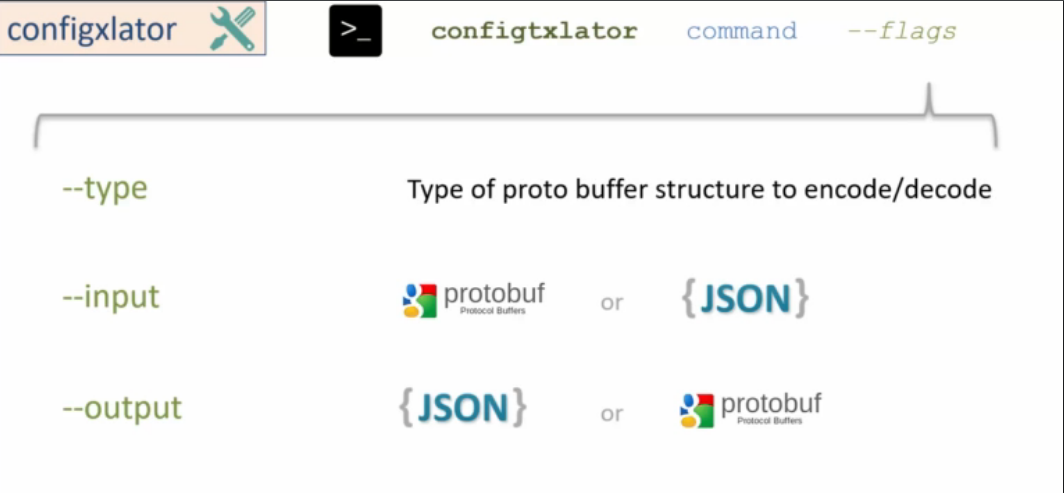 configxlator >_ configtxlator command --flags
--type Type of proto buffer structure to encode/decode
--input protobuf Protocol Buffers or {JSON}
--output {JSON} or protobuf Protocol Buffers